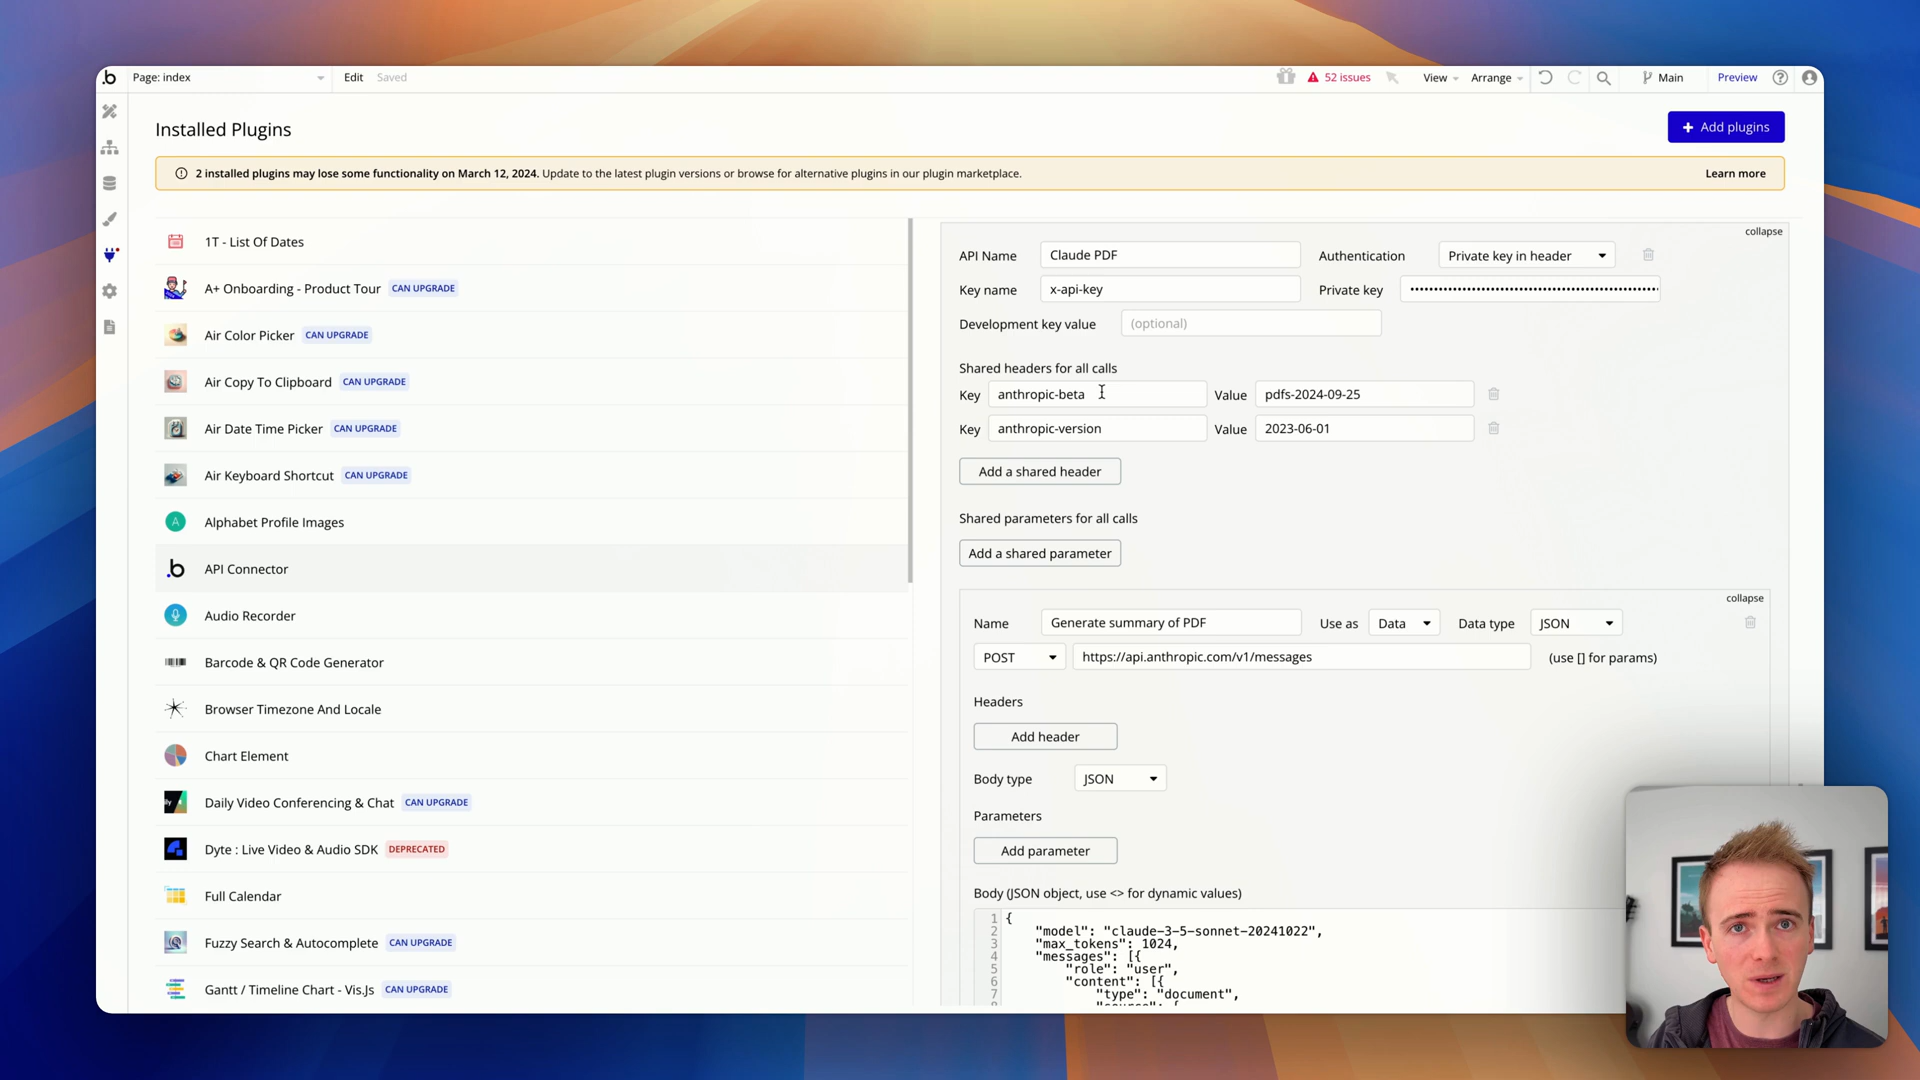 .b Page: index Edit Saved 52 issues View Arrange Main Preview
Installed Plugins
+ Add plugins
2 installed plugins may lose some functionality on March 12, 2024. Update to the latest plugin versions or browse for alternative plugins in our plugin marketplace. Learn more
1T - List Of Dates
A+ Onboarding - Product Tour CAN UPGRADE
Air Color Picker CAN UPGRADE
Air Copy To Clipboard CAN UPGRADE
Air Date Time Picker CAN UPGRADE
Air Keyboard Shortcut CAN UPGRADE
A Alphabet Profile Images
.b API Connector
Audio Recorder
Barcode & QR Code Generator
Browser Timezone And Locale
Chart Element
Daily Video Conferencing & Chat CAN UPGRADE
Dyte : Live Video & Audio SDK DEPRECATED
Full Calendar
Fuzzy Search & Autocomplete CAN UPGRADE
Gantt / Timeline Chart - Vis.Js CAN UPGRADE
collapse
API Name Claude PDF Authentication Private key in header
Key name x-api-key Private key ••••••••••••••••••••••••••••••••••••••••••••••••••
Development key value (optional)
Shared headers for all calls
Key anthropic-beta Value pdfs-2024-09-25
Key anthropic-version Value 2023-06-01
Add a shared header
Shared parameters for all calls
Add a shared parameter
collapse
Name Generate summary of PDF Use as Data Data type JSON
POST https://api.anthropic.com/v1/messages (use [] for params)
Headers
Add header
Body type JSON
Parameters
Add parameter
Body (JSON object, use <> for dynamic values)
1 {
2 "model": "claude-3-5-sonnet-20241022",
3 "max_tokens": 1024,
4 "messages": [{
5 "role": "user",
6 "content": [{
7 "type": "document",